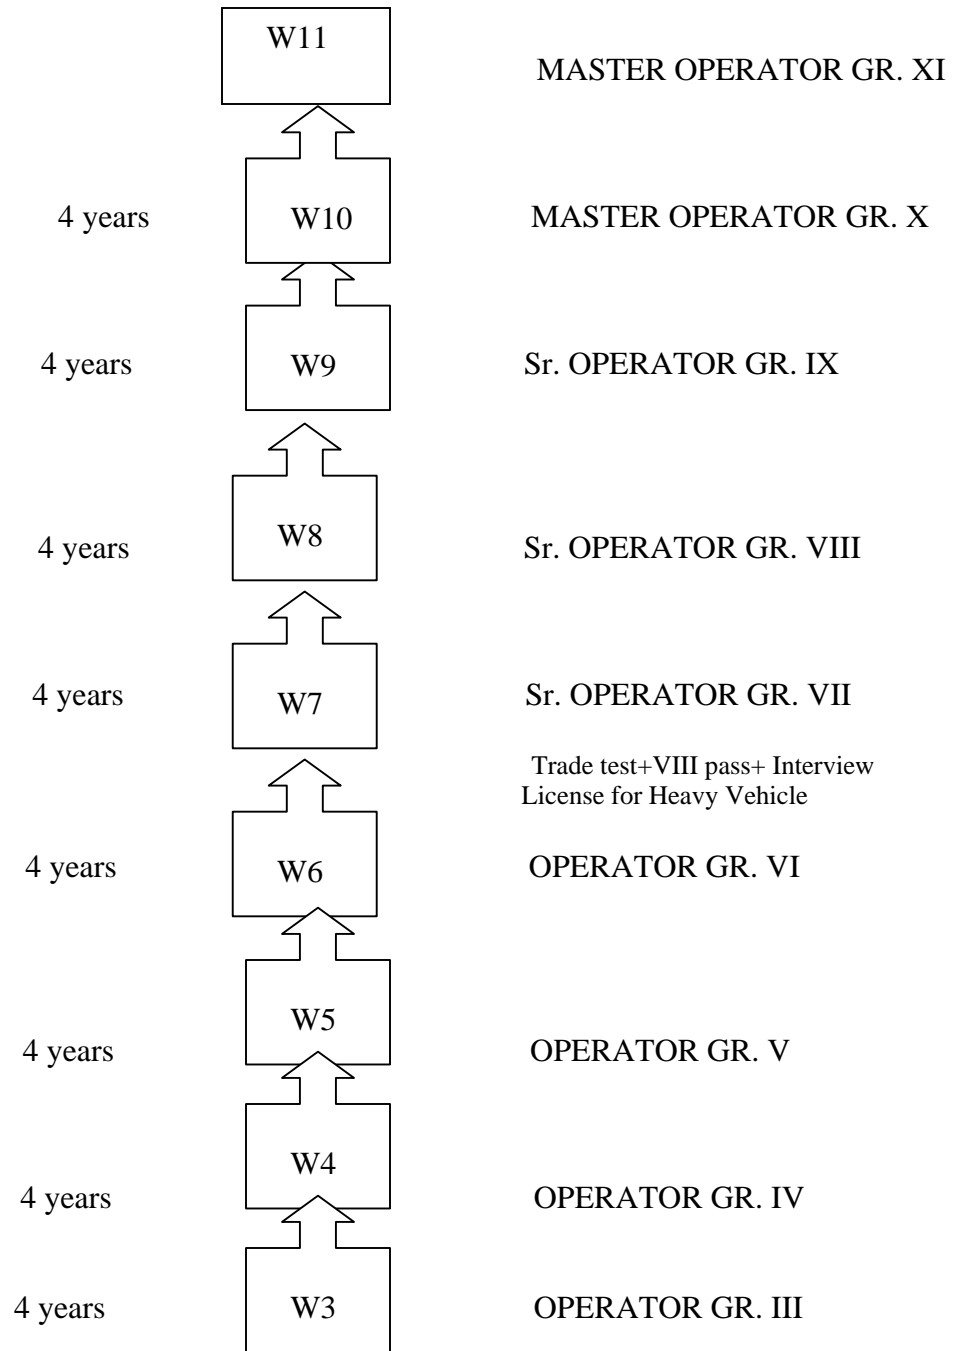 W11
MASTER OPERATOR GR. XI
4 years W10 MASTER OPERATOR GR. X
4 years W9 Sr. OPERATOR GR. IX
4 years W8 Sr. OPERATOR GR. VIII
4 years W7 Sr. OPERATOR GR. VII
Trade test+VIII pass+ Interview
License for Heavy Vehicle
4 years W6 OPERATOR GR. VI
W5
4 years OPERATOR GR. V
W4
4 years OPERATOR GR. IV
4 years W3 OPERATOR GR. III